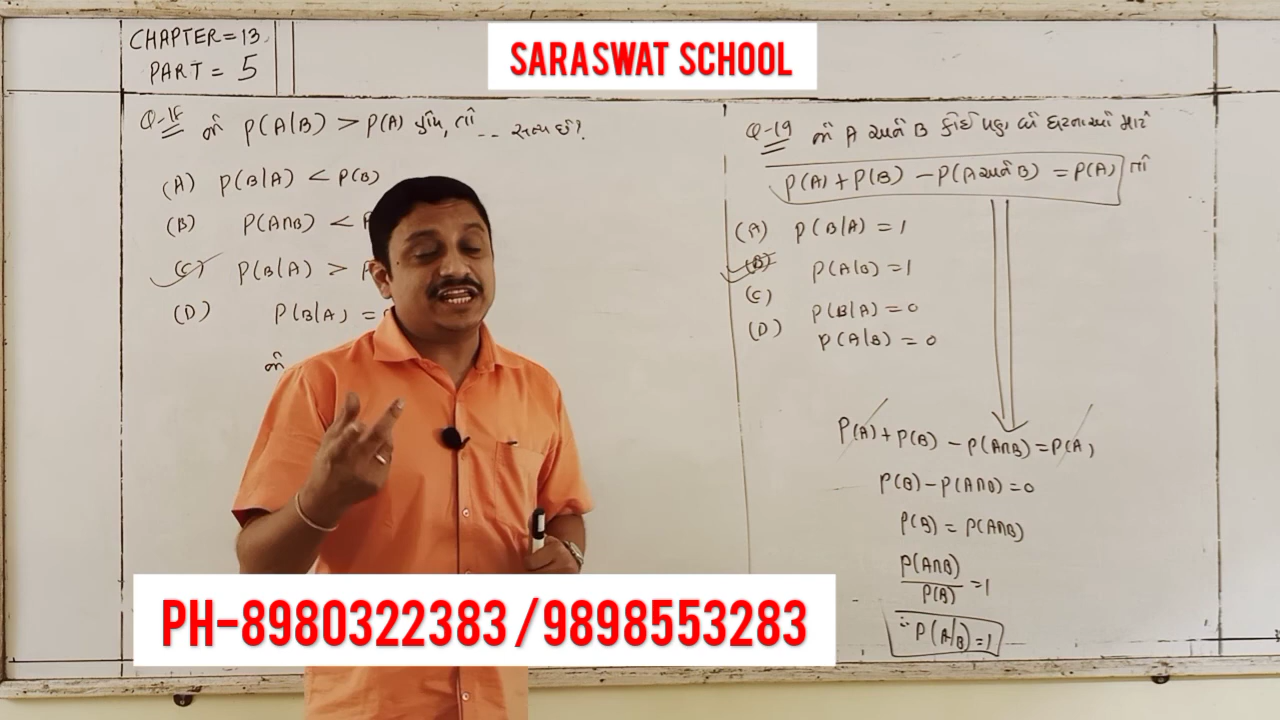 CHAPTER = 13
PART = 5
SARASWAT SCHOOL
Q-18 જો P(A|B) > P(A) હોય, તો ... સત્ય છે?
(A) P(B|A) < P(B)
(B) P(A∩B) <
(C) P(B|A) >
(D) P(B|A) =
જો
Q-19 જો A અને B કોઈ પણ બે ઘટનાઓ માટે
P(A) + P(B) - P(A અને B) = P(A) તો
(A) P(B|A) = 1
(B) P(A|B) = 1
(C) P(B|A) = 0
(D) P(A|B) = 0
P(A) + P(B) - P(A∩B) = P(A)
P(B) - P(A∩B) = 0
P(B) = P(A∩B)
P(A∩B)/P(B) = 1
∴ P(A/B) = 1
PH-8980322383 / 9898553283